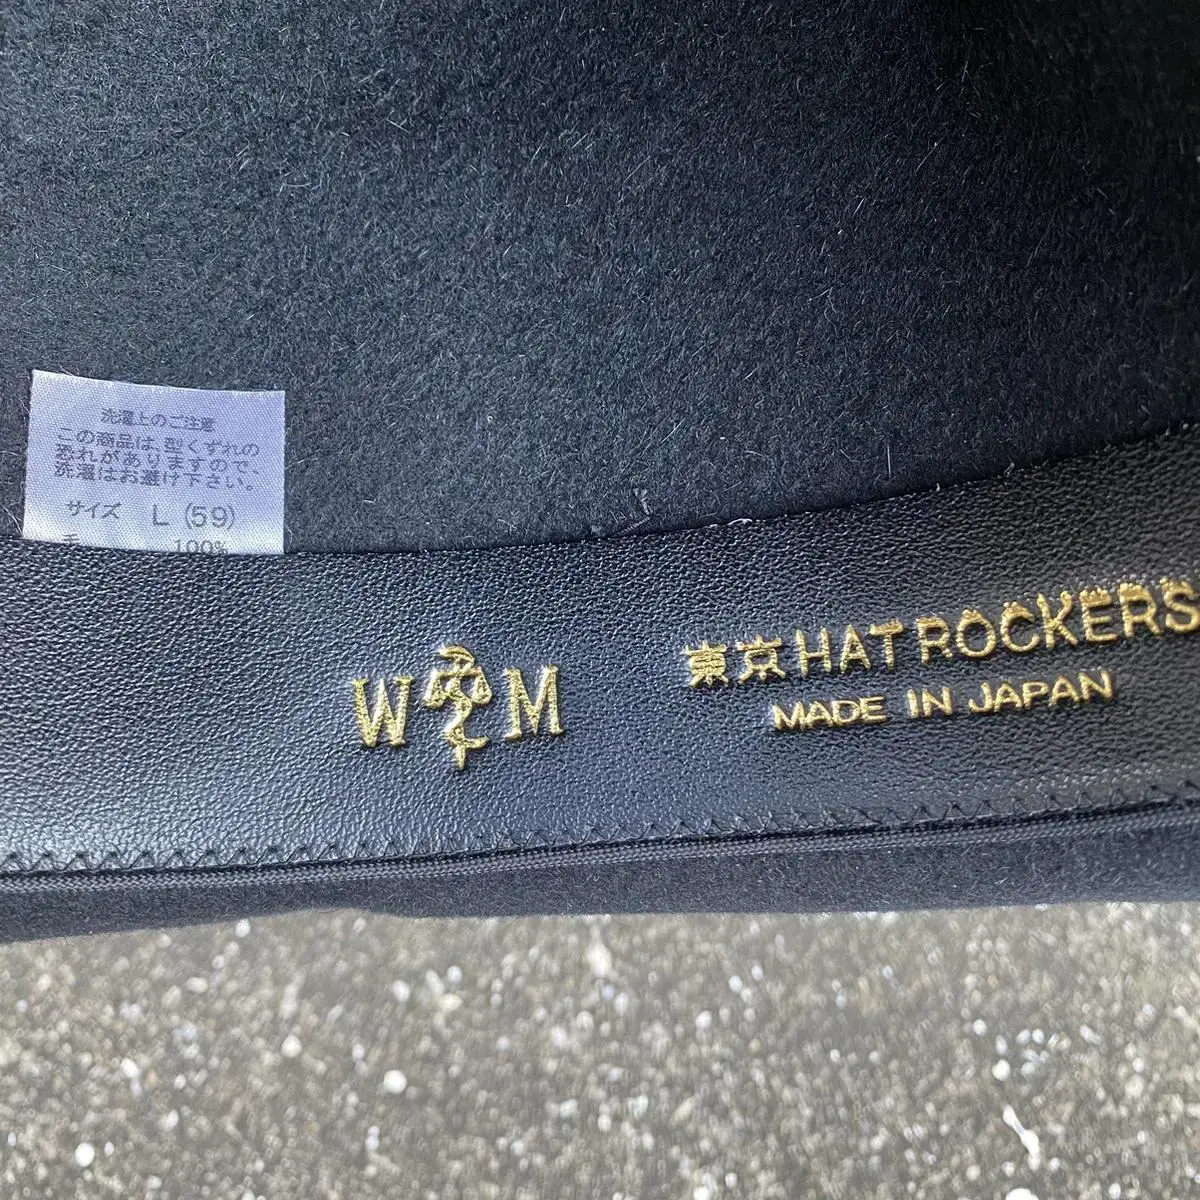 洗濯上のご注意
この商品は、型くずれの
恐れがありますので、
洗濯はお避け下さい。
サイズ L (59)
毛 100%
W M
東京HAT ROCKERS
MADE IN JAPAN